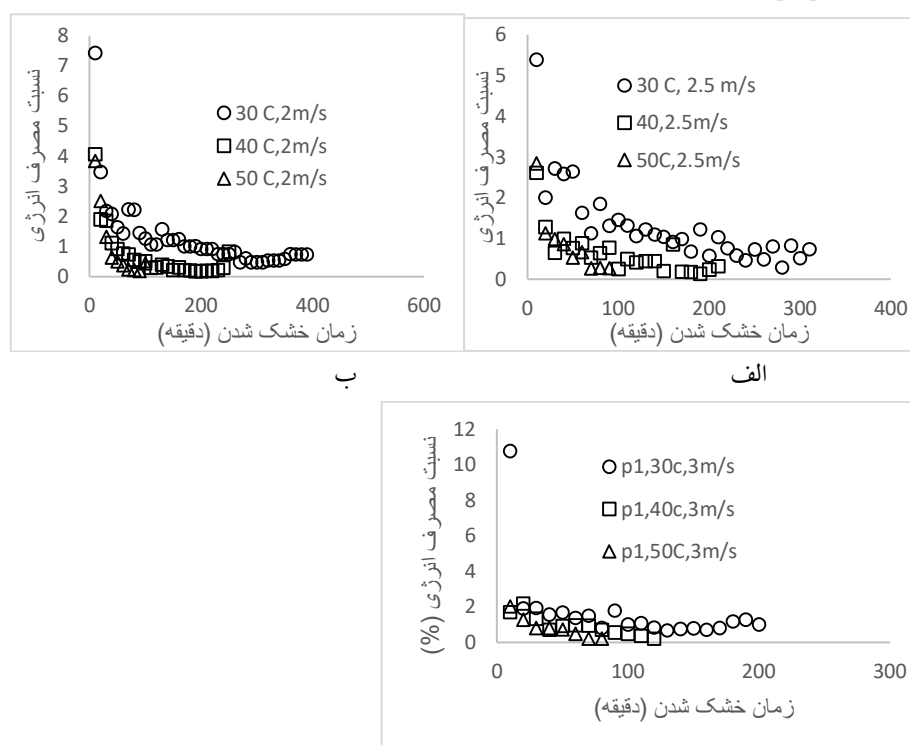 8
7
6
5
4
3
2
1
0
نسبت مصرف انرژی
30 C,2m/s
40 C,2m/s
50 C,2m/s
0 200 400 600
زمان خشک شدن (دقیقه)
6
5
4
3
2
1
0
نسبت مصرف انرژی
30 C, 2.5 m/s
40,2.5m/s
50C,2.5m/s
0 100 200 300 400
زمان خشک شدن (دقیقه)
الف
ب
12
10
8
6
4
2
0
نسبت مصرف انرژی (%)
p1,30c,3m/s
p1,40c,3m/s
p1,50C,3m/s
0 100 200 300
زمان خشک شدن (دقیقه)